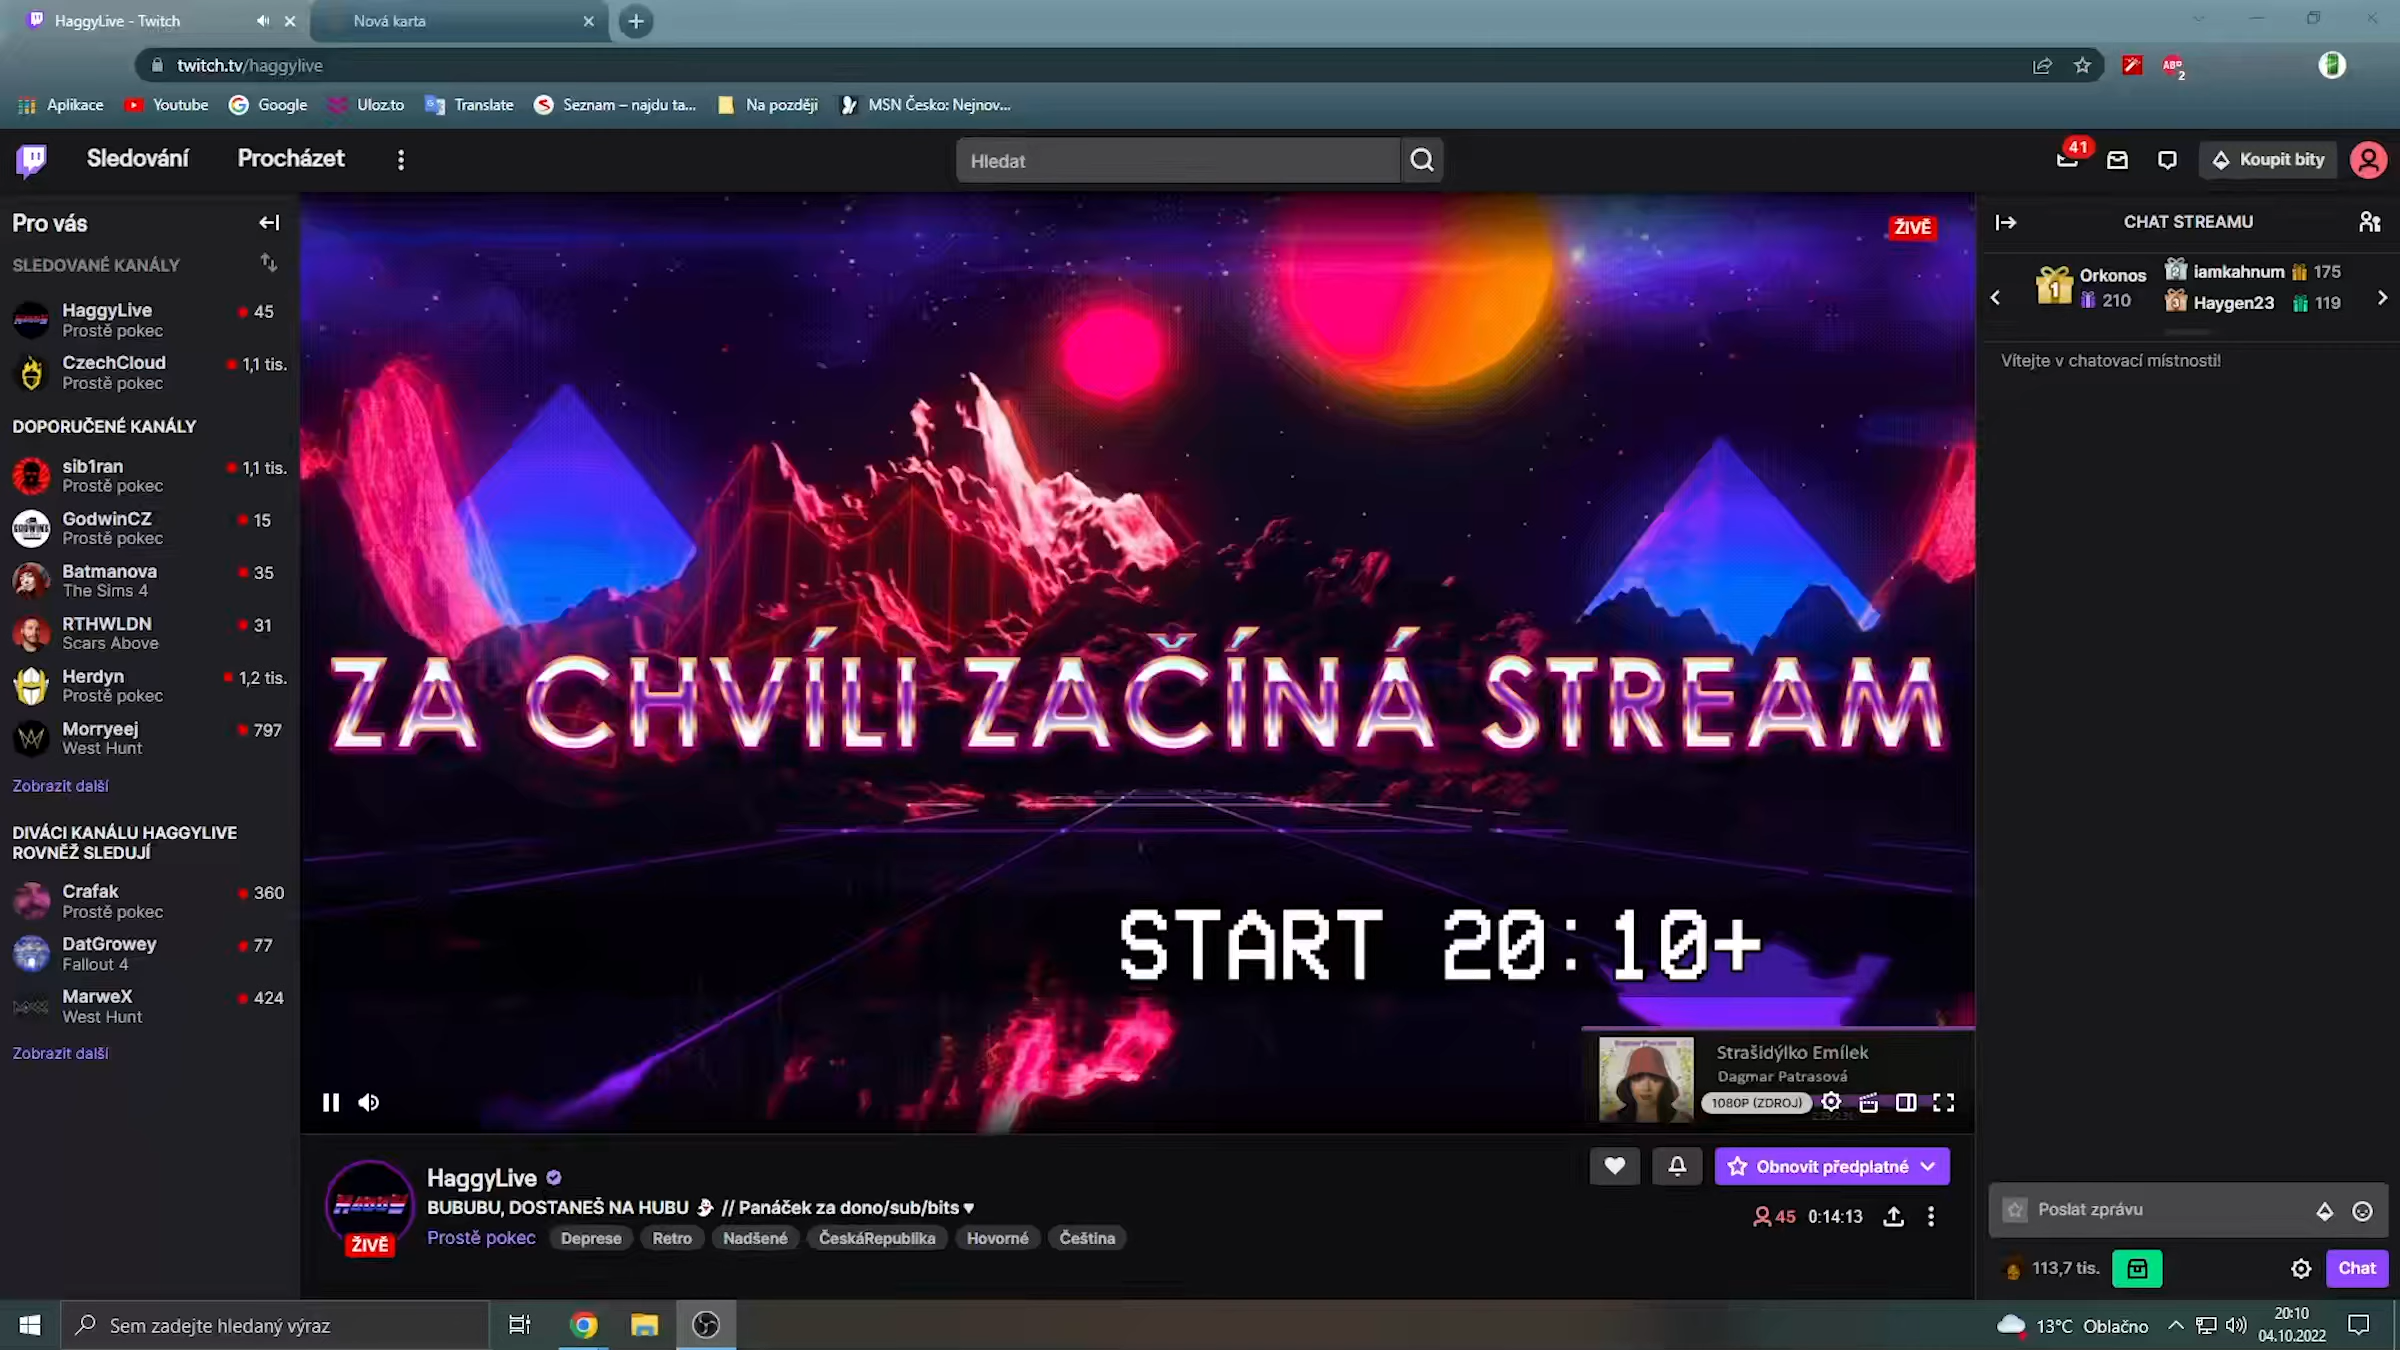 HaggyLive - Twitch
Nová karta
twitch.tv/haggylive
ABP
2
Aplikace
Youtube
Google
Uloz.to
Translate
Seznam – najdu ta...
Na později
MSN Česko: Nejnov...
Sledování
Procházet
Hledat
41
Koupit bity
Pro vás
SLEDOVANÉ KANÁLY
HaggyLive
45
Prostě pokec
CzechCloud
1,1 tis.
Prostě pokec
DOPORUČENÉ KANÁLY
sib1ran
1,1 tis.
Prostě pokec
GodwinCZ
15
Prostě pokec
Batmanova
35
The Sims 4
RTHWLDN
31
Scars Above
Herdyn
1,2 tis.
Prostě pokec
Morryeej
797
West Hunt
Zobrazit další
DIVÁCI KANÁLU HAGGYLIVE
ROVNĚŽ SLEDUJÍ
Crafak
360
Prostě pokec
DatGrowey
77
Fallout 4
MarweX
424
West Hunt
Zobrazit další
ŽIVĚ
ZA CHVÍLI ZAČÍNÁ STREAM
START 20:10+
Strašidýlko Emílek
Dagmar Patrasová
1080P (ZDROJ)
HaggyLive
BUBUBU, DOSTANEŠ NA HUBU 👻 // Panáček za dono/sub/bits ♥
Prostě pokec
Deprese
Retro
Nadšené
ČeskáRepublika
Hovorné
Čeština
ŽIVĚ
Obnovit předplatné
45
0:14:13
CHAT STREAMU
1
Orkonos
210
2
iamkahnum
175
3
Haygen23
119
Vítejte v chatovací místnosti!
Poslat zprávu
113,7 tis.
Chat
Sem zadejte hledaný výraz
13°C Oblačno
20:10
04.10.2022